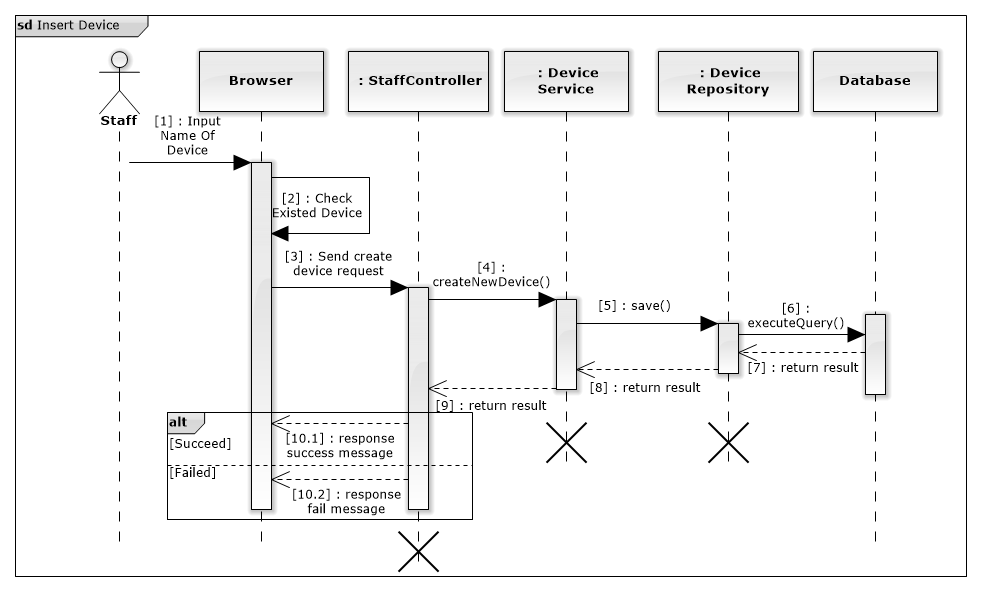 sd Insert Device
Browser
: StaffController
: Device
Service
: Device
Repository
Database
Staff
[1] : Input
Name Of
Device
[2] : Check
Existed Device
[3] : Send create
device request
[4] :
createNewDevice()
[5] : save()
[6] :
executeQuery()
[7] : return result
[8] : return result
[9] : return result
alt
[Succeed]
[10.1] : response
success message
[Failed]
[10.2] : response
fail message